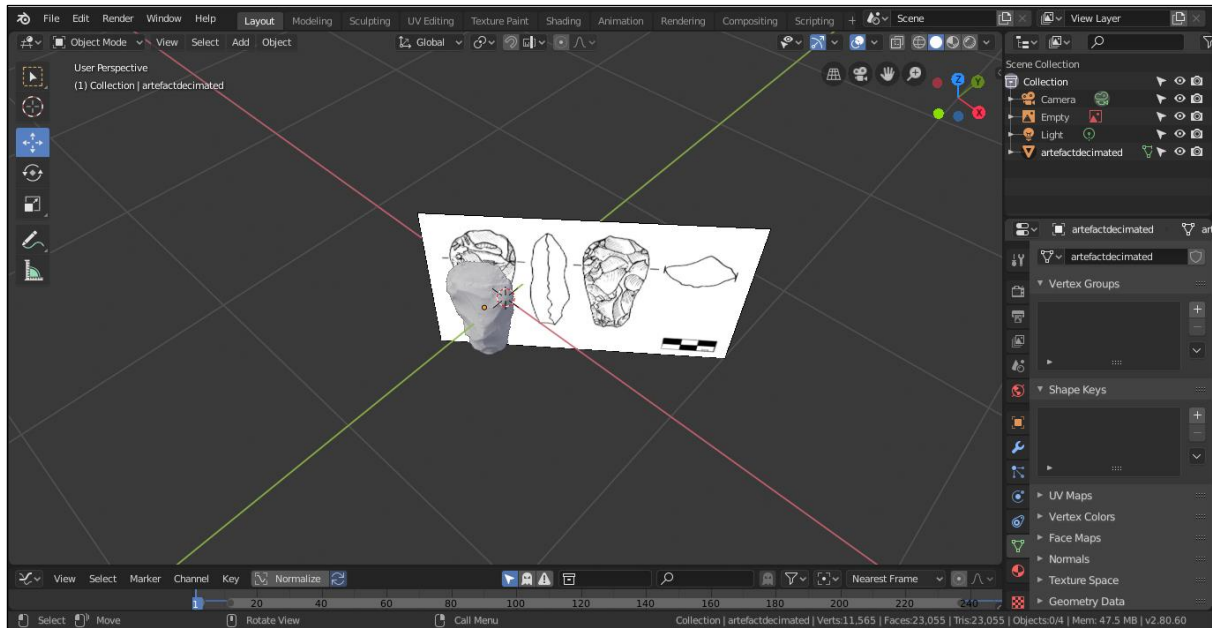 File Edit Render Window Help Layout Modeling Sculpting UV Editing Texture Paint Shading Animation Rendering Compositing Scripting + Scene View Layer
Object Mode View Select Add Object Global
User Perspective
(1) Collection | artefactdecimated
Z
Y
X
Scene Collection
Collection
Camera
Empty
Light
artefactdecimated
artefactdecimated
artefactdecimated
Vertex Groups
Shape Keys
UV Maps
Vertex Colors
Face Maps
Normals
Texture Space
Geometry Data
View Select Marker Channel Key Normalize Nearest Frame
1 20 40 60 80 100 120 140 160 180 200 220 240
Select Move Rotate View Call Menu Collection | artefactdecimated | Verts:11,565 | Faces:23,055 | Tris:23,055 | Objects:0/4 | Mem: 47.5 MB | v2.80.60